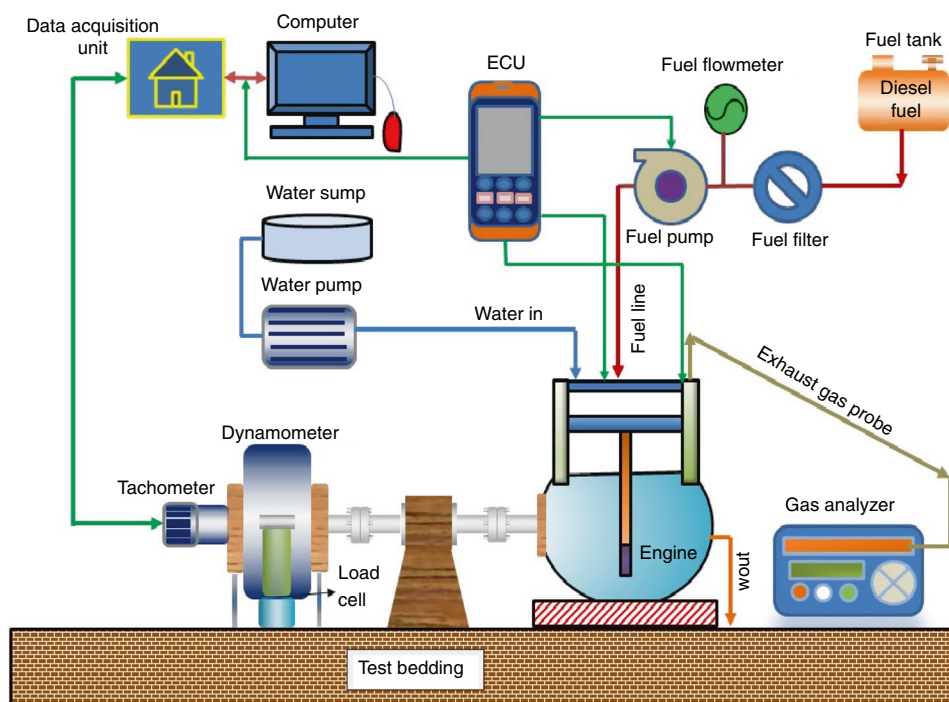 Data acquisition
unit
Computer
ECU
Fuel flowmeter
Fuel tank
Diesel
fuel
Water sump
Fuel pump
Fuel filter
Water pump
Water in
Fuel line
Exhaust gas probe
Dynamometer
Tachometer
Gas analyzer
Load
cell
Engine
wout
Test bedding